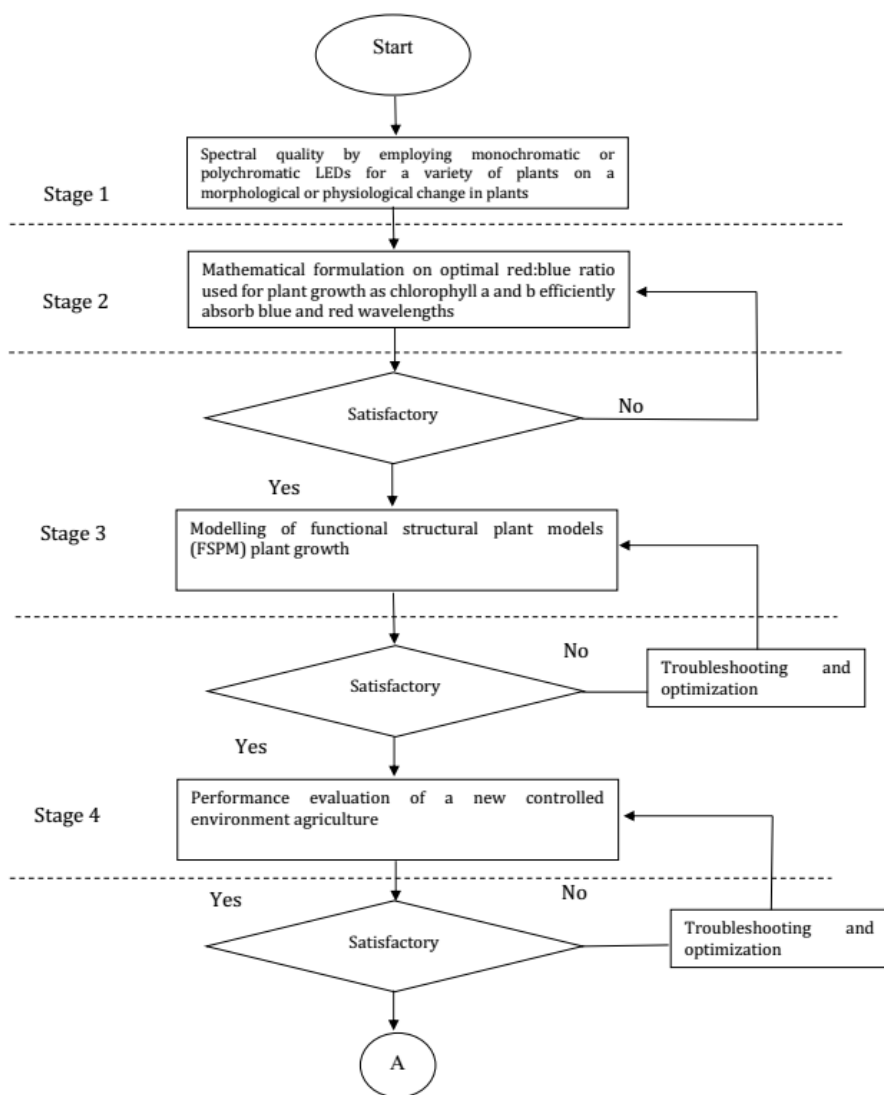 Start
Spectral quality by employing monochromatic or
polychromatic LEDs for a variety of plants on a
morphological or physiological change in plants
Stage 1
Mathematical formulation on optimal red:blue ratio
used for plant growth as chlorophyll a and b efficiently
absorb blue and red wavelengths
Stage 2
Satisfactory
No
Yes
Modelling of functional structural plant models
(FSPM) plant growth
Stage 3
No
Satisfactory
Troubleshooting and
optimization
Yes
Performance evaluation of a new controlled
environment agriculture
Stage 4
Yes
No
Satisfactory
Troubleshooting and
optimization
A